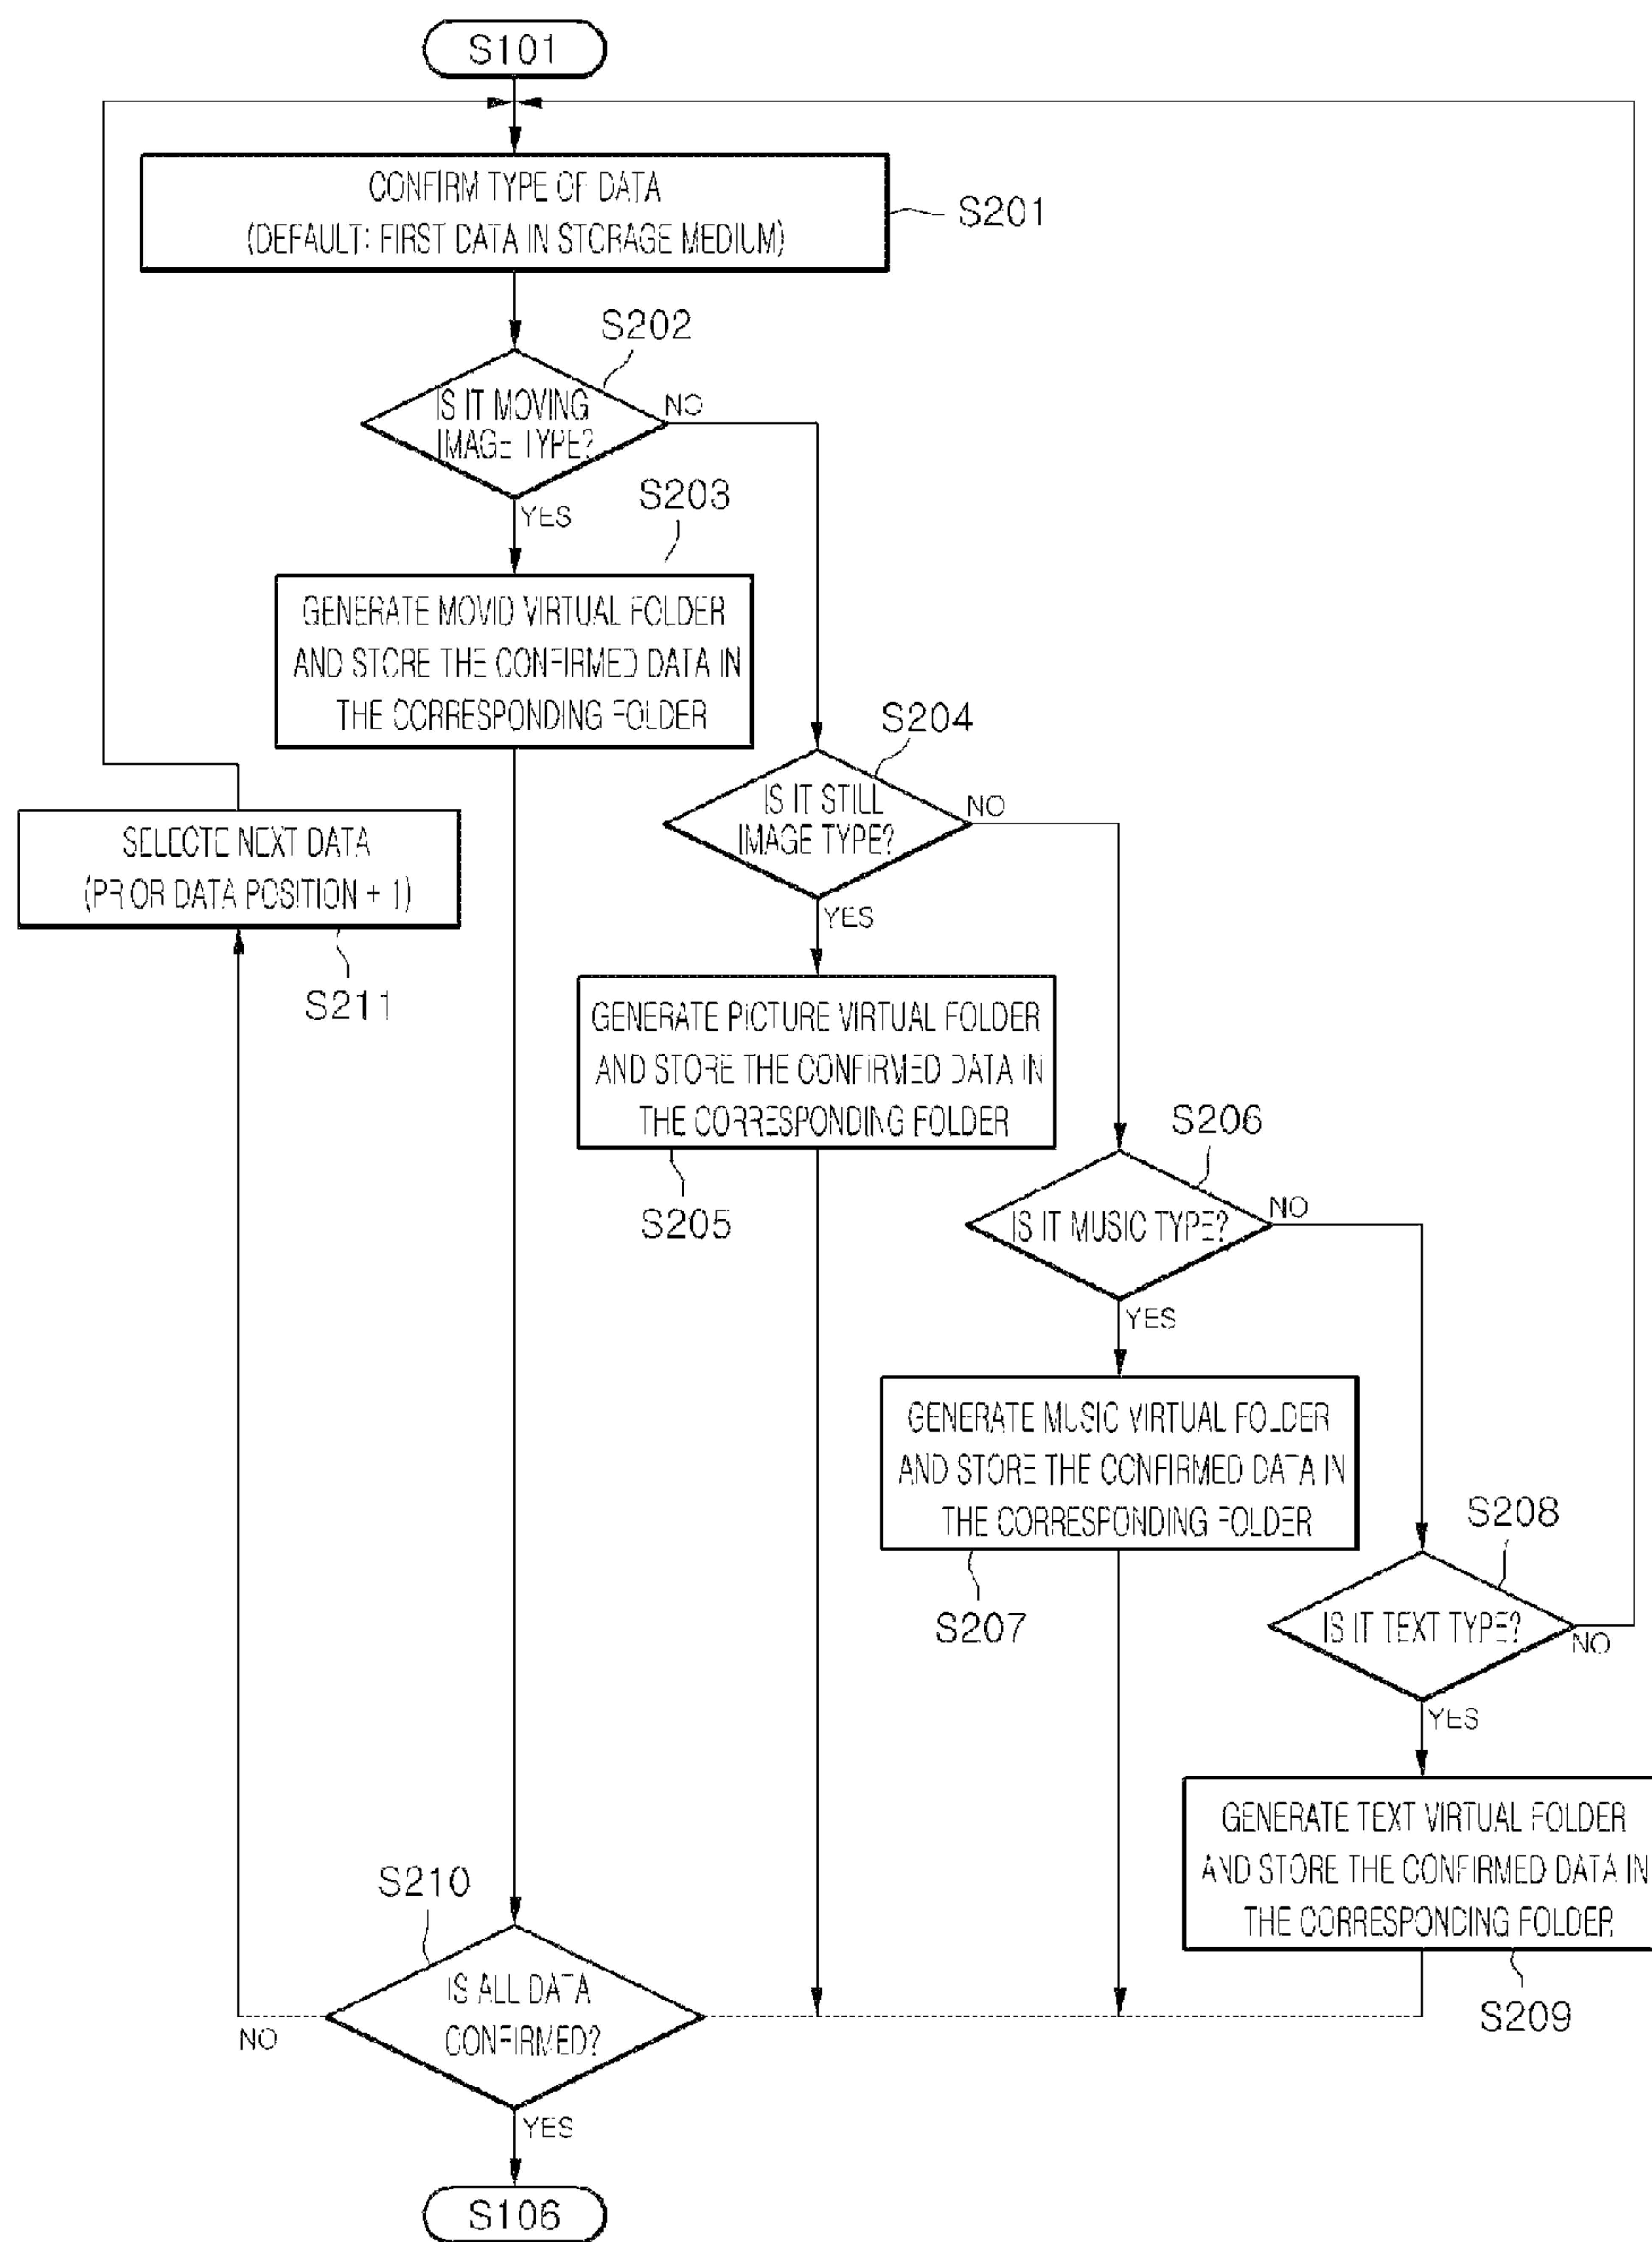 S101
CONFIRM TYPE OF DATA
(DEFAULT: FIRST DATA IN STORAGE MEDIUM)
S201
S202
IS IT MOVING
IMAGE TYPE?
NO
YES
S203
GENERATE MOVID VIRTUAL FOLDER
AND STORE THE CONFIRMED DATA IN
THE CORRESPONDING FOLDER
S204
IS IT STILL
IMAGE TYPE?
NO
YES
SELECTE NEXT DATA
(PRIOR DATA POSITION + 1)
S211
GENERATE PICTURE VIRTUAL FOLDER
AND STORE THE CONFIRMED DATA IN
THE CORRESPONDING FOLDER
S205
S206
IS IT MUSIC TYPE?
NO
YES
GENERATE MUSIC VIRTUAL FOLDER
AND STORE THE CONFIRMED DATA IN
THE CORRESPONDING FOLDER
S207
S208
IS IT TEXT TYPE?
NO
YES
GENERATE TEXT VIRTUAL FOLDER
AND STORE THE CONFIRMED DATA IN
THE CORRESPONDING FOLDER
S209
S210
IS ALL DATA
CONFIRMED?
NO
YES
S106